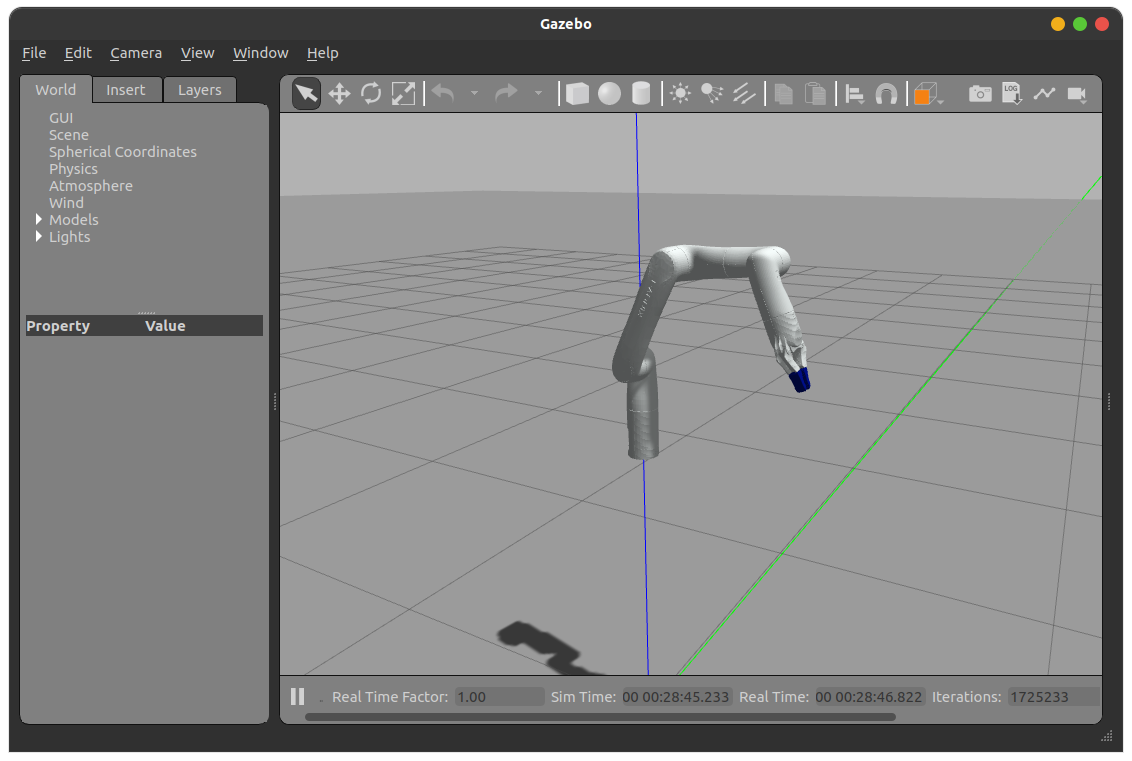 Gazebo
File Edit Camera View Window Help
World Insert Layers
LOG
GUI
Scene
Spherical Coordinates
Physics
Atmosphere
Wind
Models
Lights
Property Value
Real Time Factor: 1.00 Sim Time: 00 00:28:45.233 Real Time: 00 00:28:46.822 Iterations: 1725233